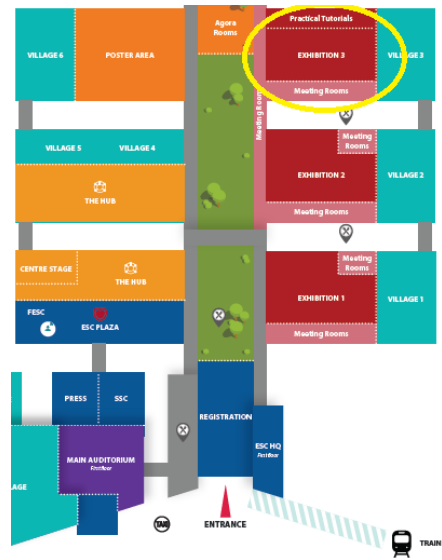 Agora
Rooms
Practical Tutorials
VILLAGE 6
POSTER AREA
EXHIBITION 3
VILLAGE 3
Meeting Rooms
Meeting Rooms
VILLAGE 5
VILLAGE 4
Meeting
Rooms
THE HUB
EXHIBITION 2
VILLAGE 2
Meeting Rooms
CENTRE STAGE
THE HUB
Meeting
Rooms
EXHIBITION 1
VILLAGE 1
FESC
ESC PLAZA
Meeting Rooms
PRESS
SSC
REGISTRATION
MAIN AUDITORIUM
First floor
ESC HQ
First floor
LAGE
TAXI
ENTRANCE
TRAIN